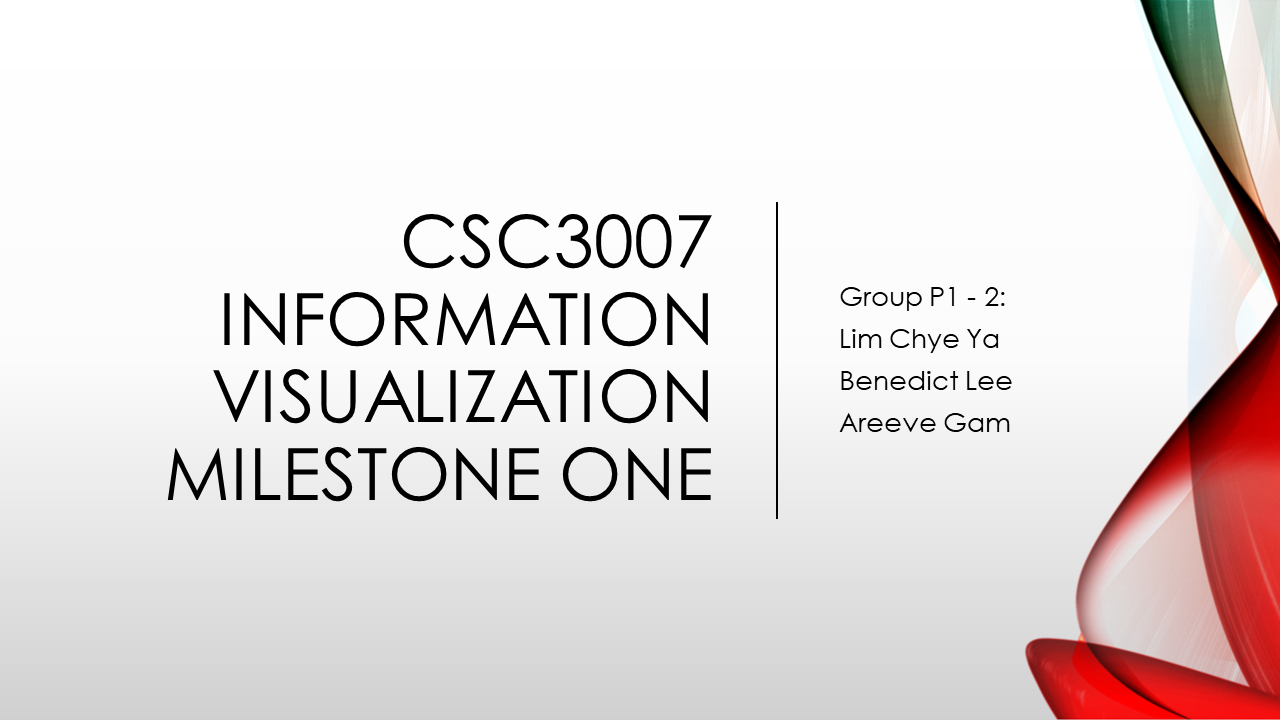 CSC3007
INFORMATION
VISUALIZATION
MILESTONE ONE
Group P1 - 2:
Lim Chye Ya
Benedict Lee
Areeve Gam